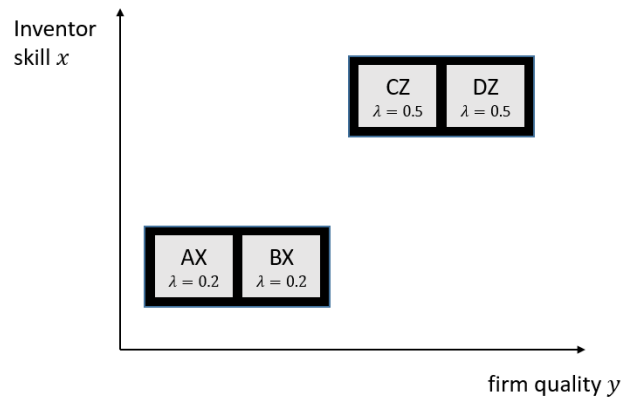 Inventor
skill x
CZ
λ = 0.5
DZ
λ = 0.5
AX
λ = 0.2
BX
λ = 0.2
firm quality y